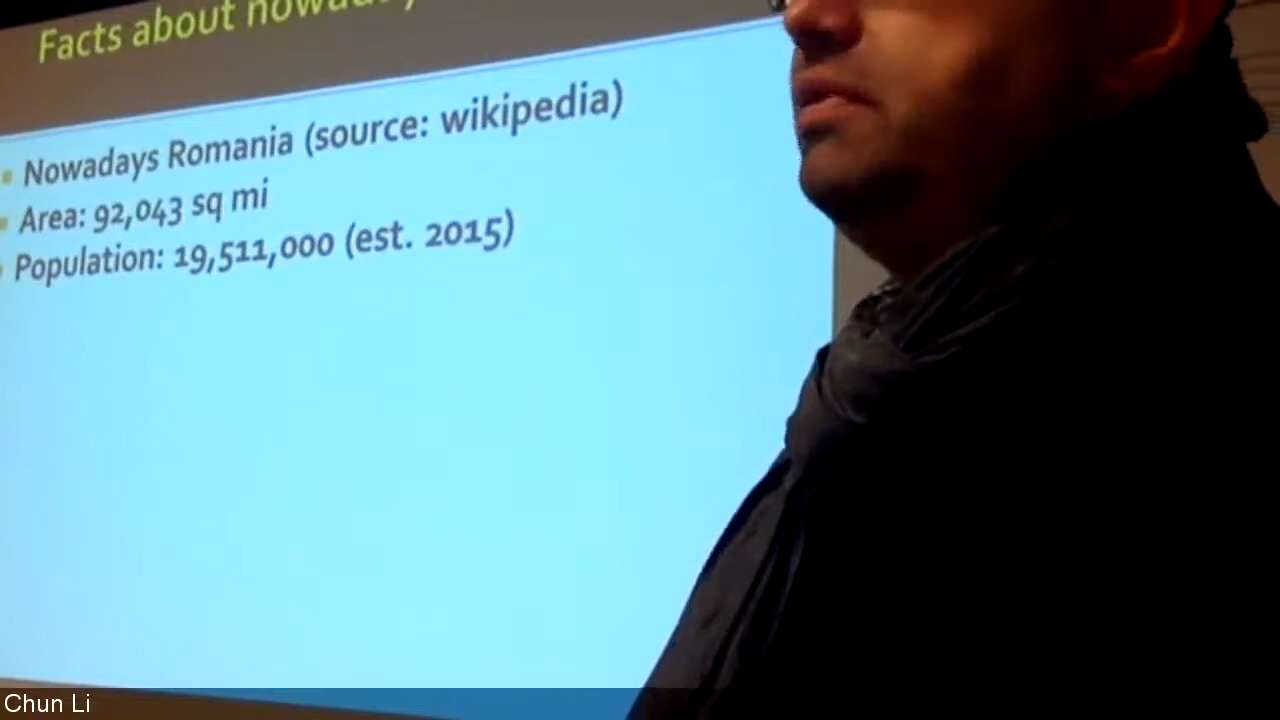 Facts about
Nowadays Romania (source: wikipedia)
Area: 92,043 sq mi
Population: 19,511,000 (est. 2015)
Chun Li